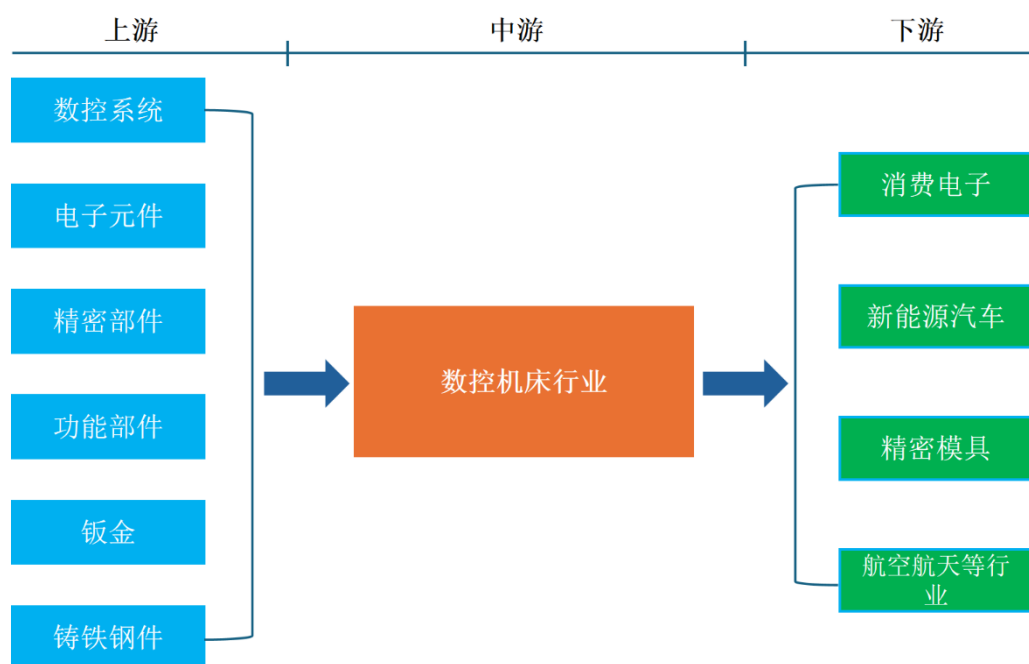 上游
中游
下游
数控系统
电子元件
精密部件
功能部件
钣金
铸铁钢件
数控机床行业
消费电子
新能源汽车
精密模具
航空航天等行
业